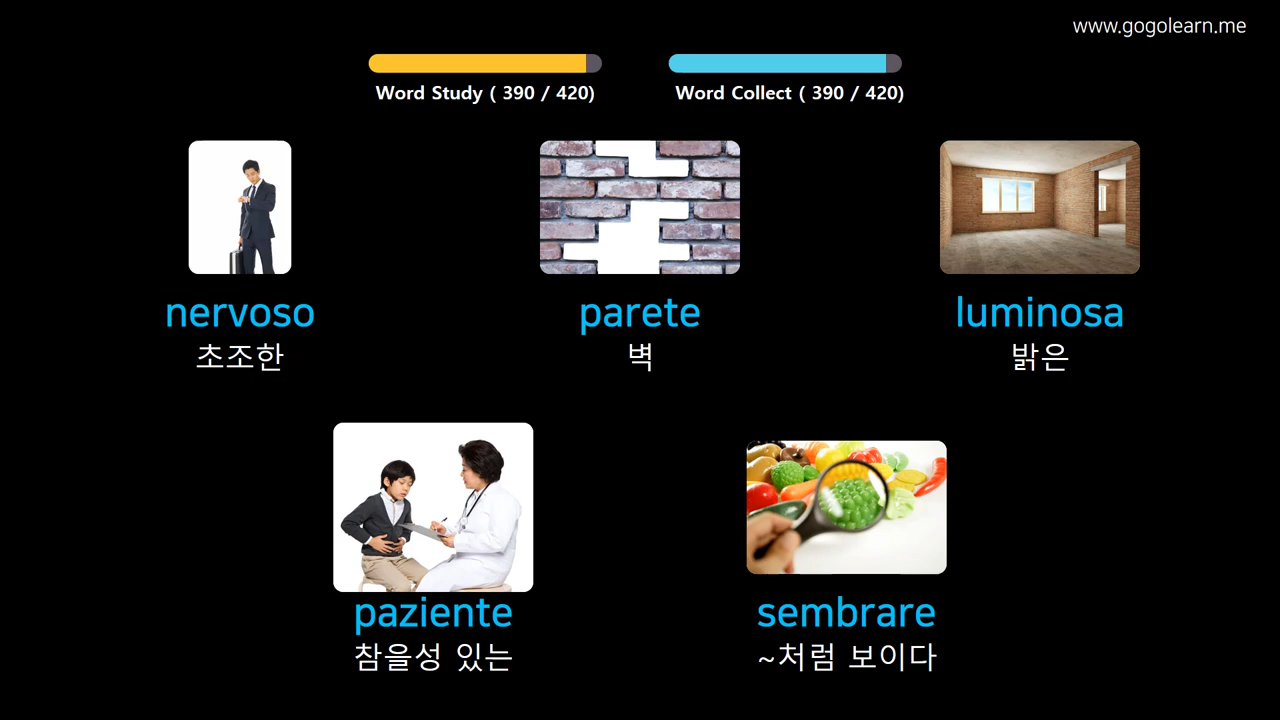 www.gogolearn.me
Word Study ( 390 / 420)
Word Collect ( 390 / 420)
nervoso
초조한
parete
벽
luminosa
밝은
paziente
참을성 있는
sembrare
~처럼 보이다